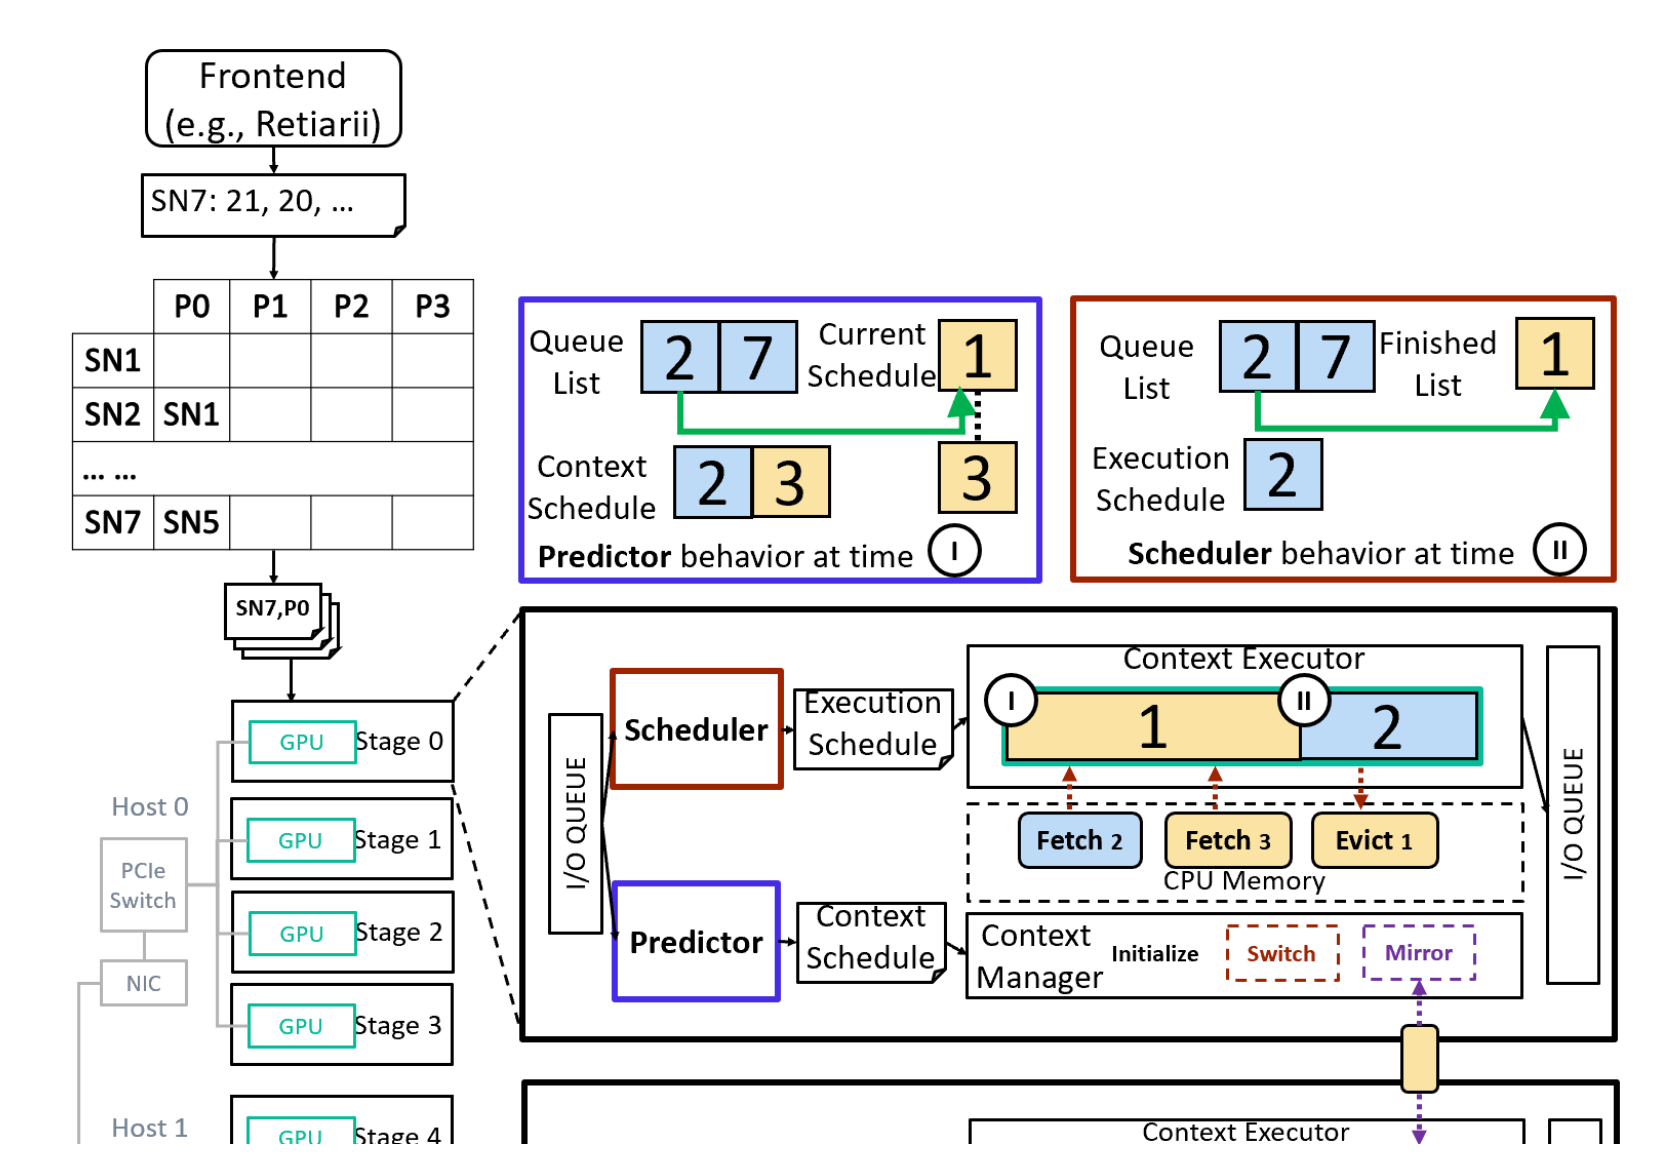 Frontend
(e.g., Retiarii)
SN7: 21, 20, ...
P0 P1 P2 P3
SN1
SN2 SN1
... ...
SN7 SN5
SN7,P0
GPU Stage 0
Host 0
GPU Stage 1
PCIe
Switch
GPU Stage 2
NIC
GPU Stage 3
Host 1
GPU Stage 4
Queue
List
2 7
Current
Schedule
1
Context
Schedule
2 3
3
Predictor behavior at time I
Queue
List
2 7
Finished
List
1
Execution
Schedule
2
Scheduler behavior at time II
I/O QUEUE
Scheduler
Execution
Schedule
Context Executor
I
1
II
2
Fetch 2
Fetch 3
Evict 1
CPU Memory
Predictor
Context
Schedule
Context
Manager
Initialize
Switch
Mirror
I/O QUEUE
Context Executor